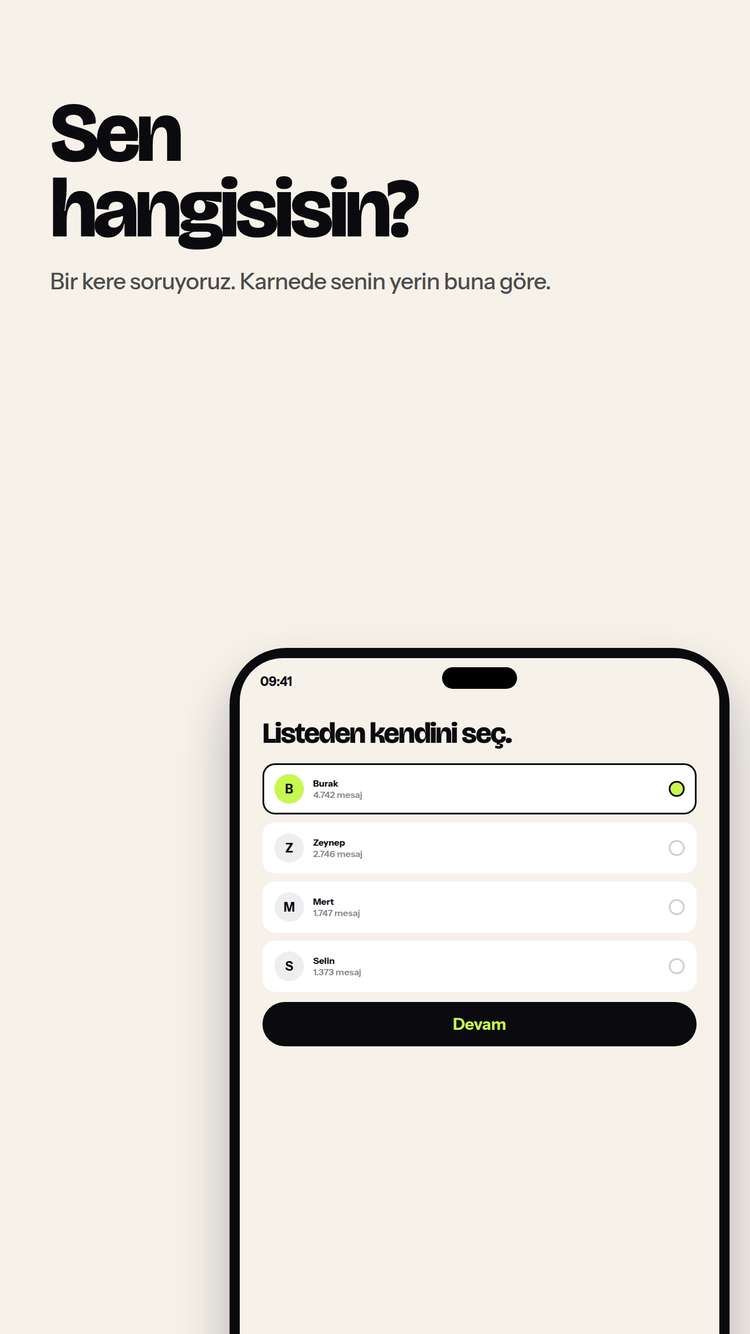 Sen
hangisisin?
Bir kere soruyoruz. Karnede senin yerin buna göre.
09:41
Listeden kendini seç.
B
Burak
4.742 mesaj
Z
Zeynep
2.746 mesaj
M
Mert
1.747 mesaj
S
Selin
1.373 mesaj
Devam